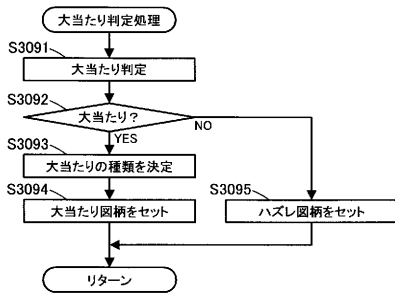 大当たり判定処理
S3091
大当たり判定
S3092
大当たり？
NO
YES
S3093
大当たりの種類を決定
S3094
大当たり図柄をセット
S3095
ハズレ図柄をセット
リターン